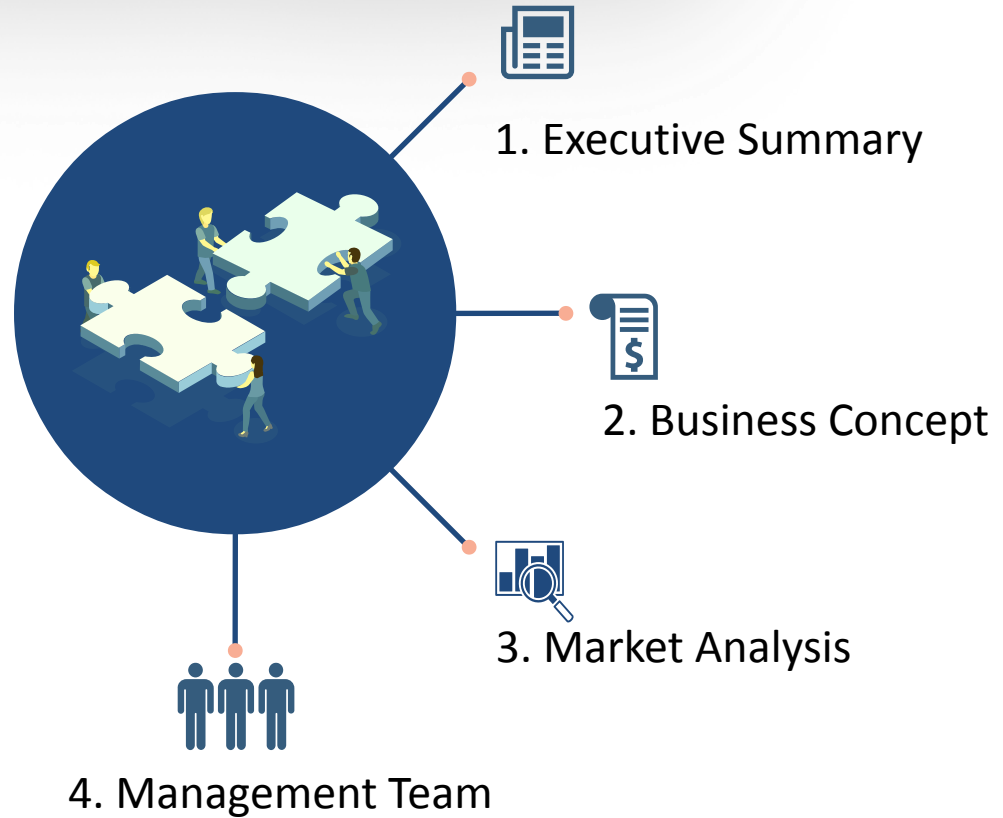 1. Executive Summary
$
2. Business Concept
3. Market Analysis
4. Management Team